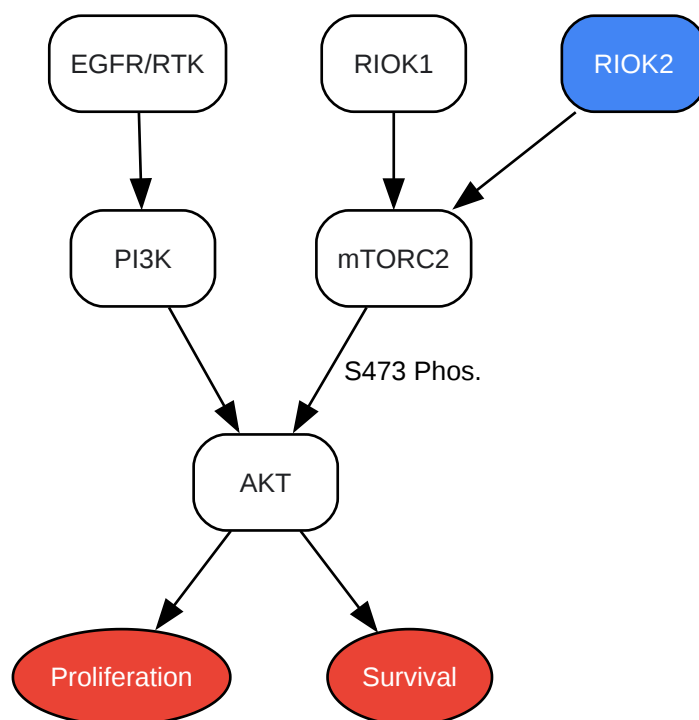 EGFR/RTK
RIOK1
RIOK2
PI3K
mTORC2
S473 Phos.
AKT
Proliferation
Survival